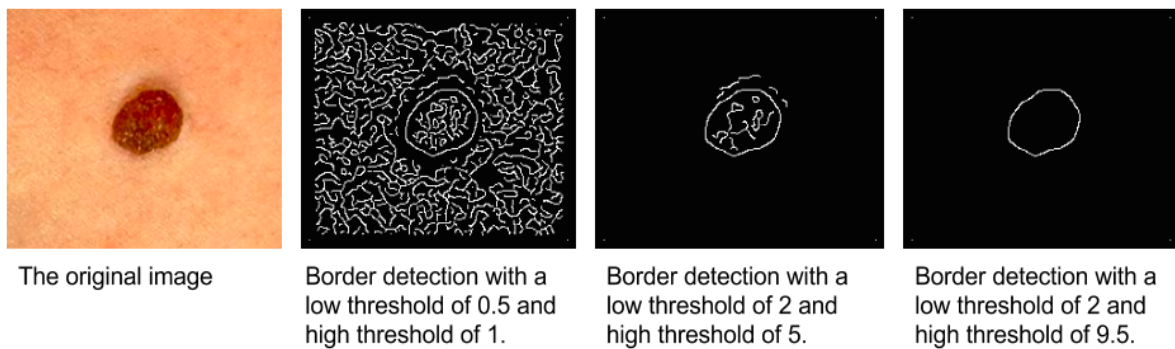 The original image
Border detection with a
low threshold of 0.5 and
high threshold of 1.
Border detection with a
low threshold of 2 and
high threshold of 5.
Border detection with a
low threshold of 2 and
high threshold of 9.5.